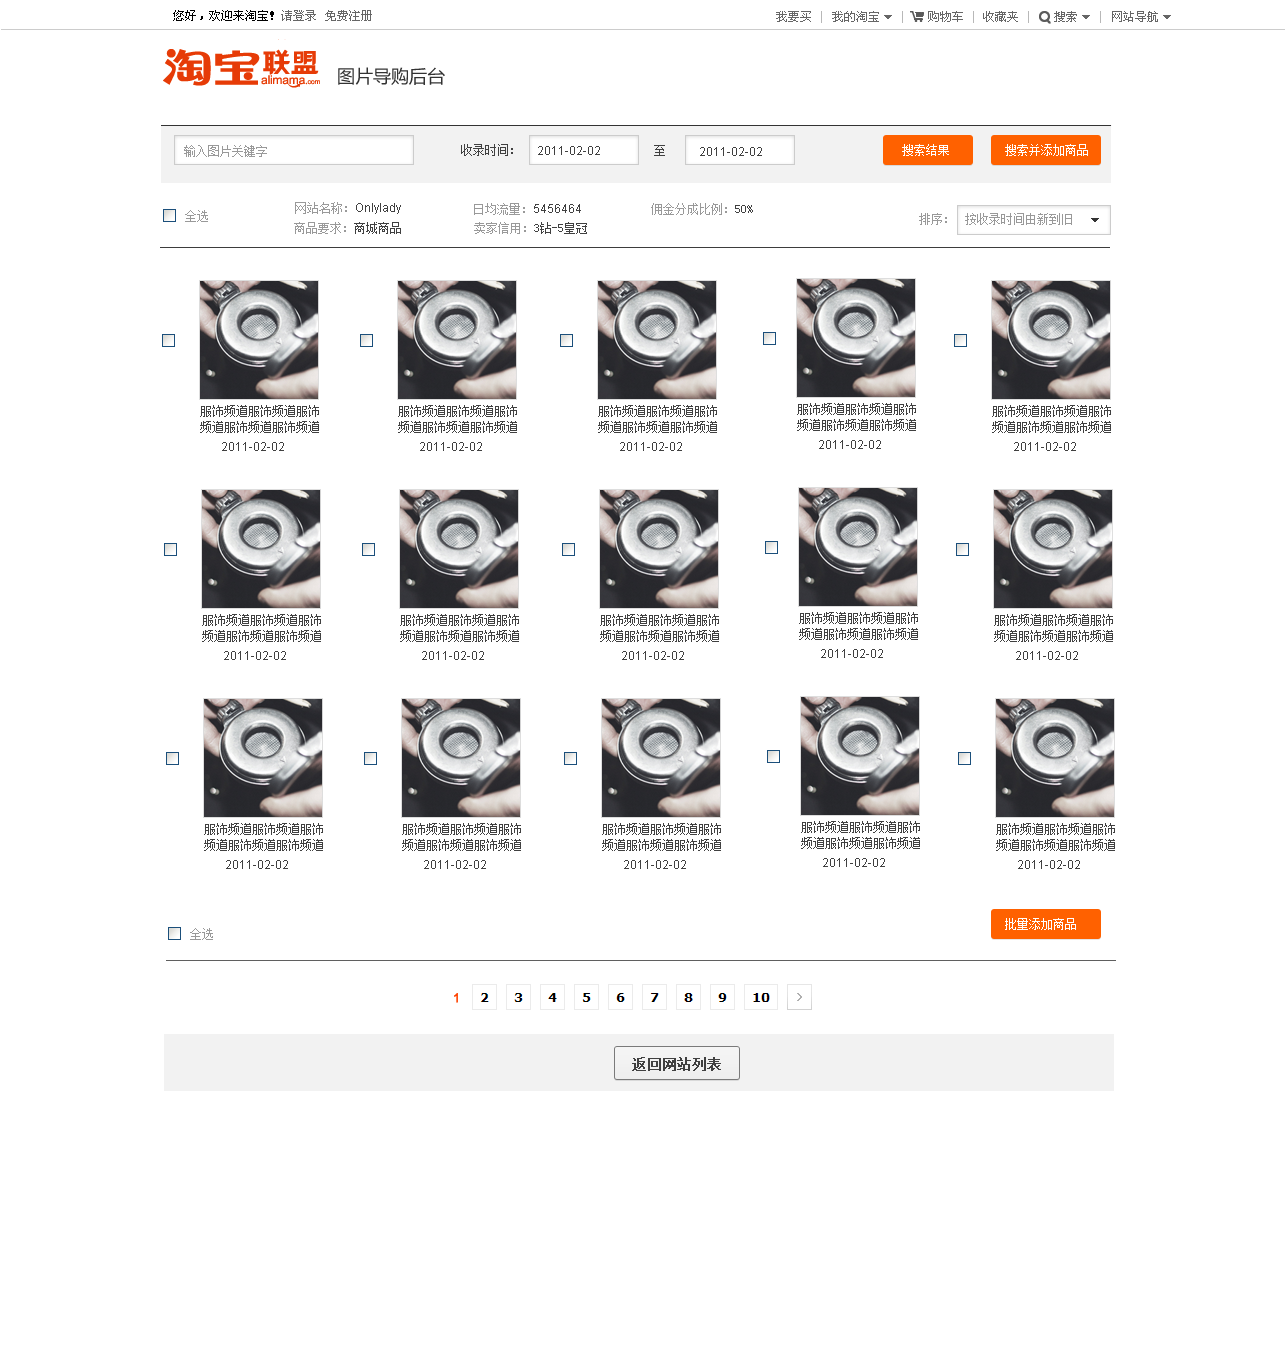 您好，欢迎来淘宝！ 请登录 免费注册 我要买 我的淘宝 购物车 收藏夹 搜索 网站导航
淘宝联盟 alimama.com 图片导购后台
输入图片关键字 收录时间： 2011-02-02 至 2011-02-02 搜索结果 搜索并添加商品
全选
网站名称：Onlylady 日均流量：5456464 佣金分成比例：50%
商品要求：商城商品 卖家信用：3钻-5皇冠
排序： 按收录时间由新到旧
服饰频道服饰频道服饰 服饰频道服饰频道服饰 服饰频道服饰频道服饰 服饰频道服饰频道服饰 服饰频道服饰频道服饰
频道服饰频道服饰频道 频道服饰频道服饰频道 频道服饰频道服饰频道 频道服饰频道服饰频道 频道服饰频道服饰频道
2011-02-02 2011-02-02 2011-02-02 2011-02-02 2011-02-02
服饰频道服饰频道服饰 服饰频道服饰频道服饰 服饰频道服饰频道服饰 服饰频道服饰频道服饰 服饰频道服饰频道服饰
频道服饰频道服饰频道 频道服饰频道服饰频道 频道服饰频道服饰频道 频道服饰频道服饰频道 频道服饰频道服饰频道
2011-02-02 2011-02-02 2011-02-02 2011-02-02 2011-02-02
服饰频道服饰频道服饰 服饰频道服饰频道服饰 服饰频道服饰频道服饰 服饰频道服饰频道服饰 服饰频道服饰频道服饰
频道服饰频道服饰频道 频道服饰频道服饰频道 频道服饰频道服饰频道 频道服饰频道服饰频道 频道服饰频道服饰频道
2011-02-02 2011-02-02 2011-02-02 2011-02-02 2011-02-02
全选 批量添加商品
1 2 3 4 5 6 7 8 9 10 >
返回网站列表